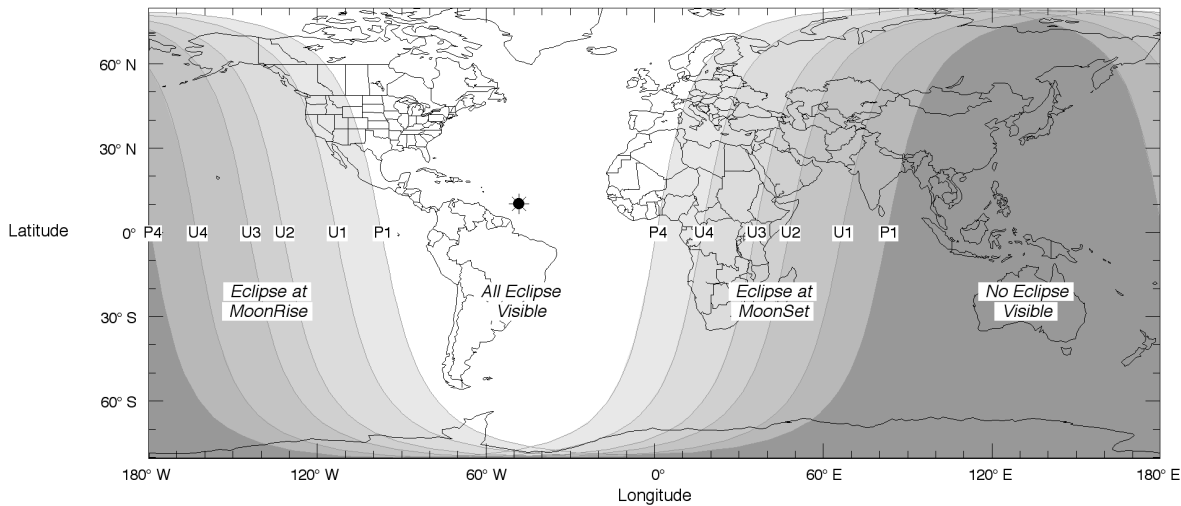 60° N
30° N
Latitude
0°
P4 U4 U3 U2 U1 P1 P4 U4 U3 U2 U1 P1
Eclipse at
MoonRise
All Eclipse
Visible
Eclipse at
MoonSet
No Eclipse
Visible
30° S
60° S
180° W 120° W 60° W 0° 60° E 120° E 180° E
Longitude